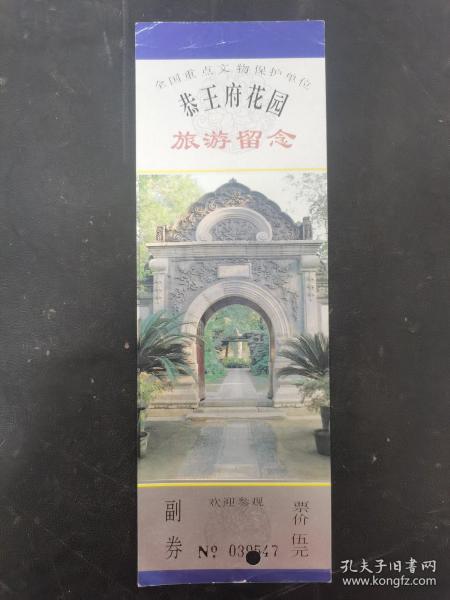 全国重点文物保护单位
恭王府花园
旅游留念
欢迎参观
副券
票价伍元
№ 039547
孔夫子旧书网
www.kongfz.com